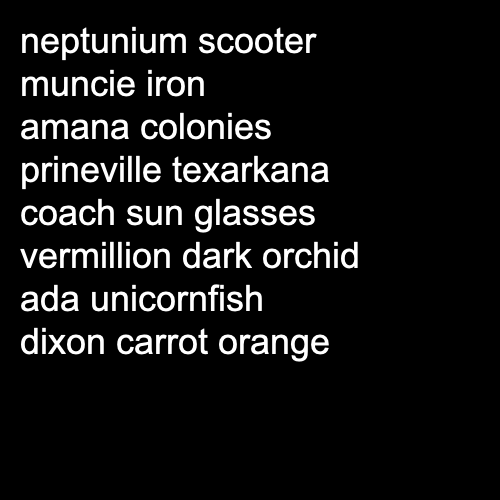 neptunium scooter
muncie iron
amana colonies
prineville texarkana
coach sun glasses
vermillion dark orchid
ada unicornfish
dixon carrot orange